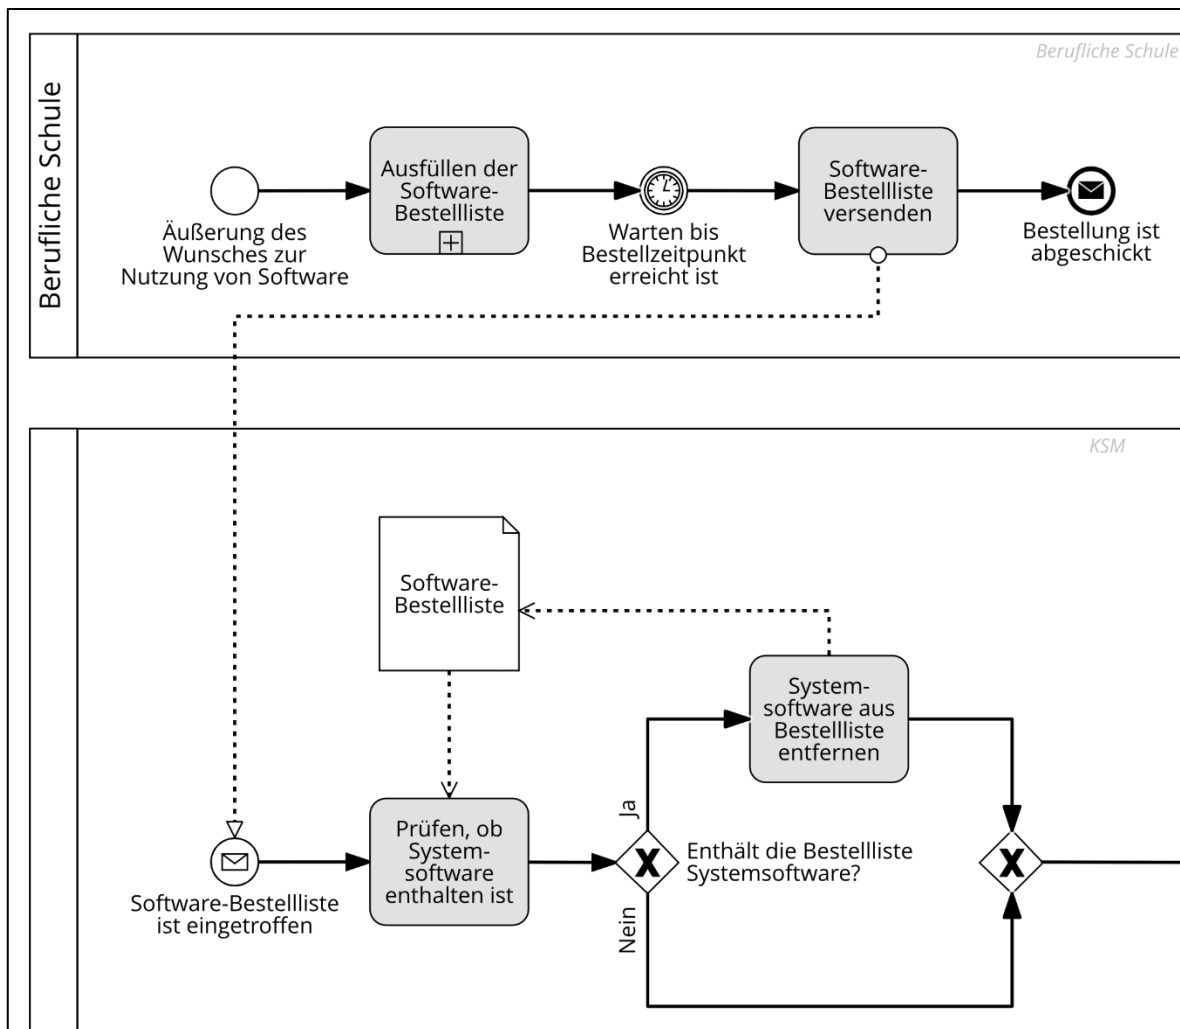 Berufliche Schule
Berufliche Schule
Ausfüllen der
Software-
Bestellliste
Software-
Bestellliste
versenden
Äußerung des
Wunsches zur
Nutzung von Software
Warten bis
Bestellzeitpunkt
erreicht ist
Bestellung ist
abgeschickt
KSM
Software-
Bestellliste
System-
software aus
Bestellliste
entfernen
Prüfen, ob
System-
software
enthalten ist
Ja
Enthält die Bestellliste
Systemsoftware?
X
X
Software-Bestellliste
ist eingetroffen
Nein